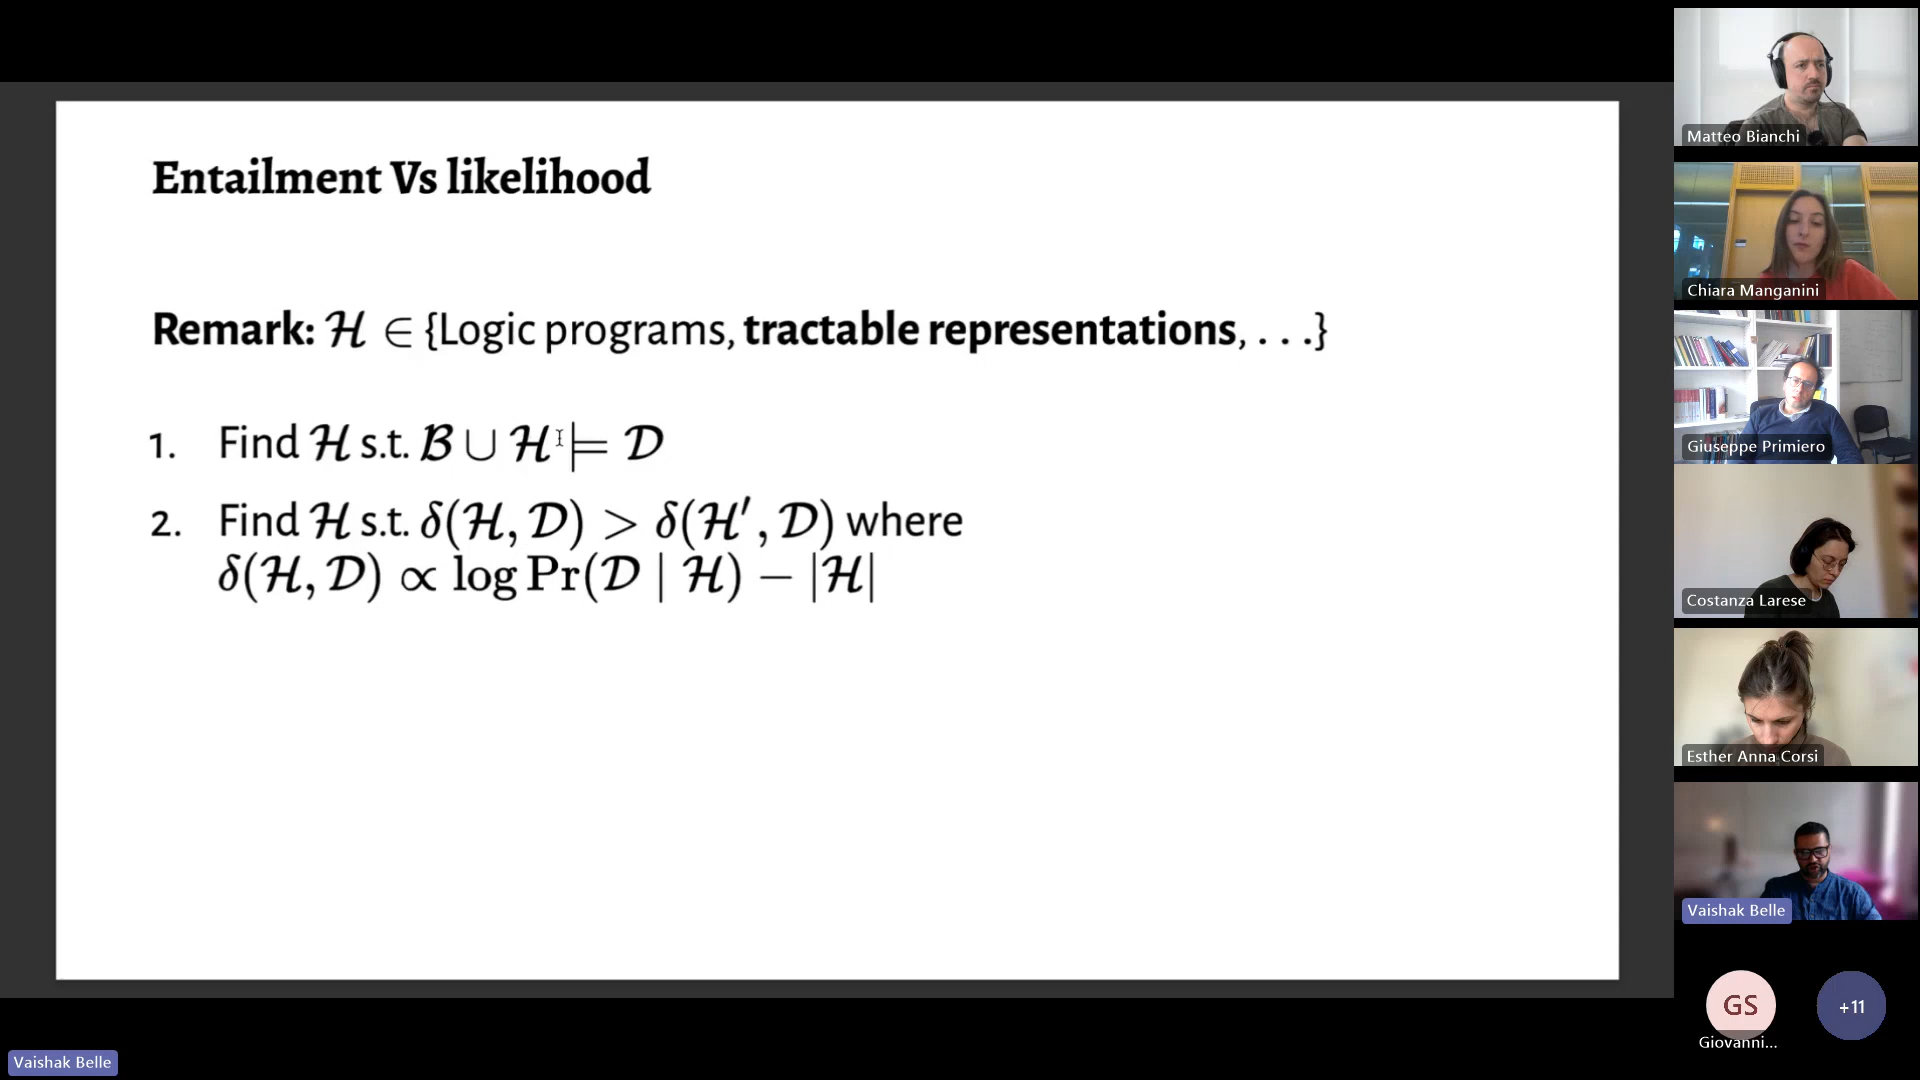 Entailment Vs likelihood
Remark: ℋ ∈ {Logic programs, tractable representations, . . .}
1. Find ℋ s.t. ℬ ∪ ℋ ⊨ 𝒟
2. Find ℋ s.t. δ(ℋ, 𝒟) > δ(ℋ′, 𝒟) where
δ(ℋ, 𝒟) ∝ log Pr(𝒟 | ℋ) − |ℋ|
Matteo Bianchi
Chiara Manganini
Giuseppe Primiero
Costanza Larese
Esther Anna Corsi
Vaishak Belle
GS
+11
Giovanni...
Vaishak Belle